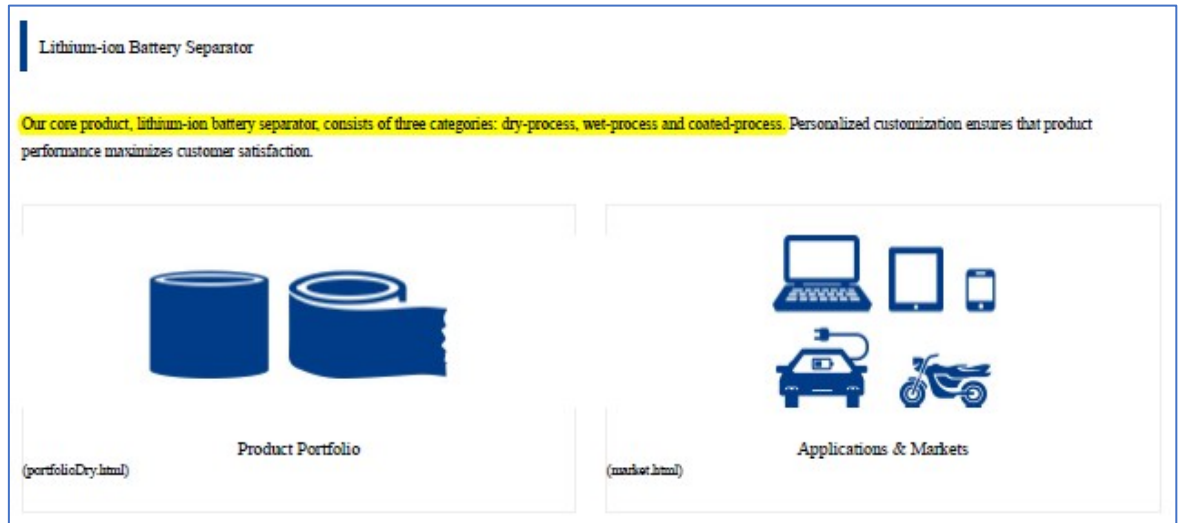 Lithium-ion Battery Separator
Our core product, lithium-ion battery separator, consists of three categories: dry-process, wet-process and coated-process. Personalized customization ensures that product
performance maximizes customer satisfaction.
Product Portfolio
(portfolioDry.html)
Applications & Markets
(market.html)